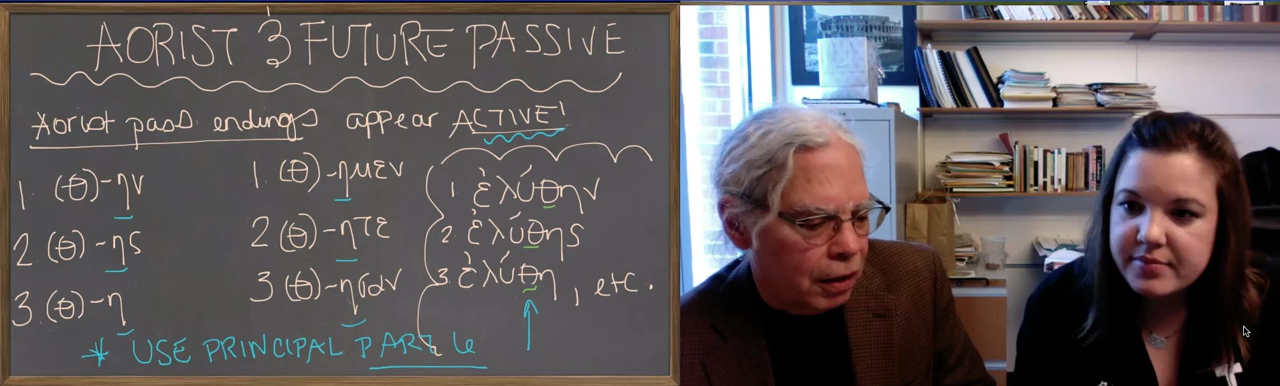 AORIST & FUTURE PASSIVE
Aorist pass. endings appear ACTIVE!
1. (θ)-ην
2 (θ)-ης
3. (θ)-η
1. (θ)-ημεν
2 (θ)-ητε
3 (θ)-ησαν
1 ἐλύθην
2 ἐλύθης
3 ἐλύθη, etc.
* USE PRINCIPAL PART 6